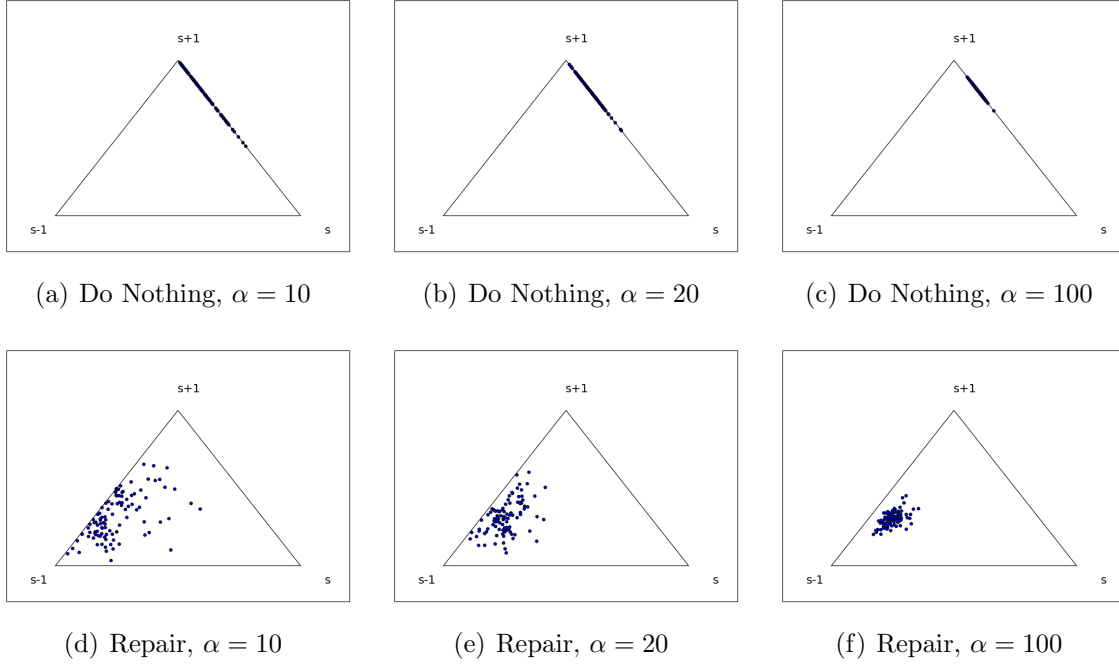 s+1
s+1
s+1
s-1
s
s-1
s
s-1
s
(a) Do Nothing, α = 10
(b) Do Nothing, α = 20
(c) Do Nothing, α = 100
s+1
s+1
s+1
s-1
s
s-1
s
s-1
s
(d) Repair, α = 10
(e) Repair, α = 20
(f) Repair, α = 100